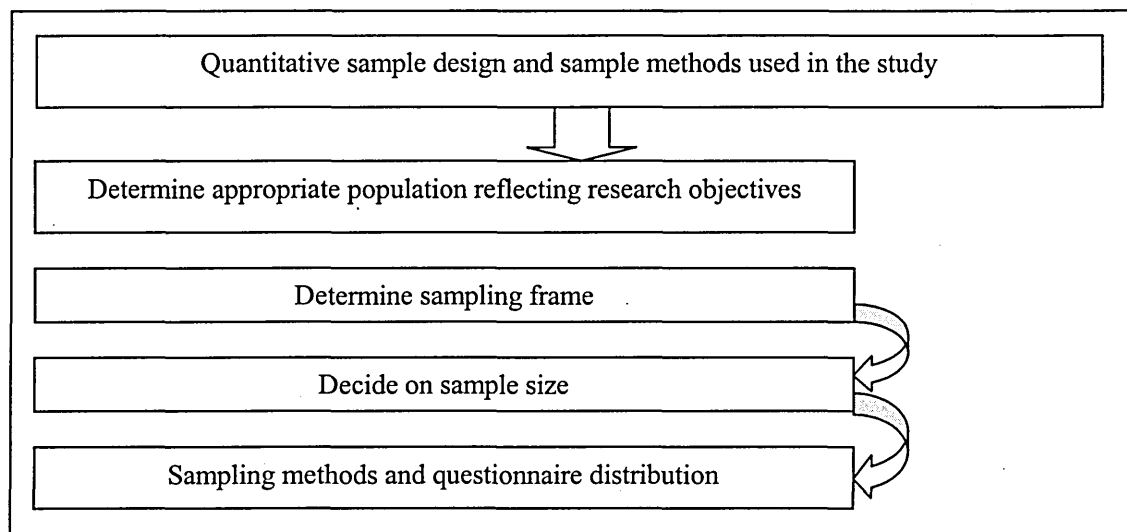 Quantitative sample design and sample methods used in the study
Determine appropriate population reflecting research objectives
Determine sampling frame
Decide on sample size
Sampling methods and questionnaire distribution